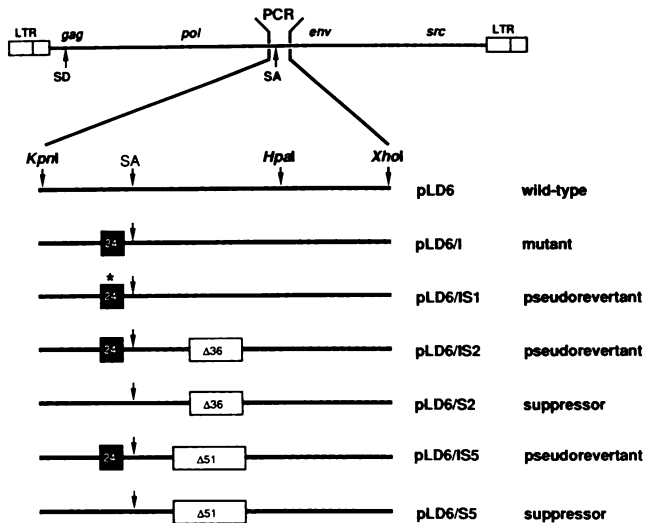 PCR
LTR gag pol env src LTR
SD SA
KpnI SA HpaI XhoI
pLD6 wild-type
24 pLD6/I mutant
*
24 pLD6/IS1 pseudorevertant
24 Δ36 pLD6/IS2 pseudorevertant
Δ36 pLD6/S2 suppressor
24 Δ51 pLD6/IS5 pseudorevertant
Δ51 pLD6/S5 suppressor